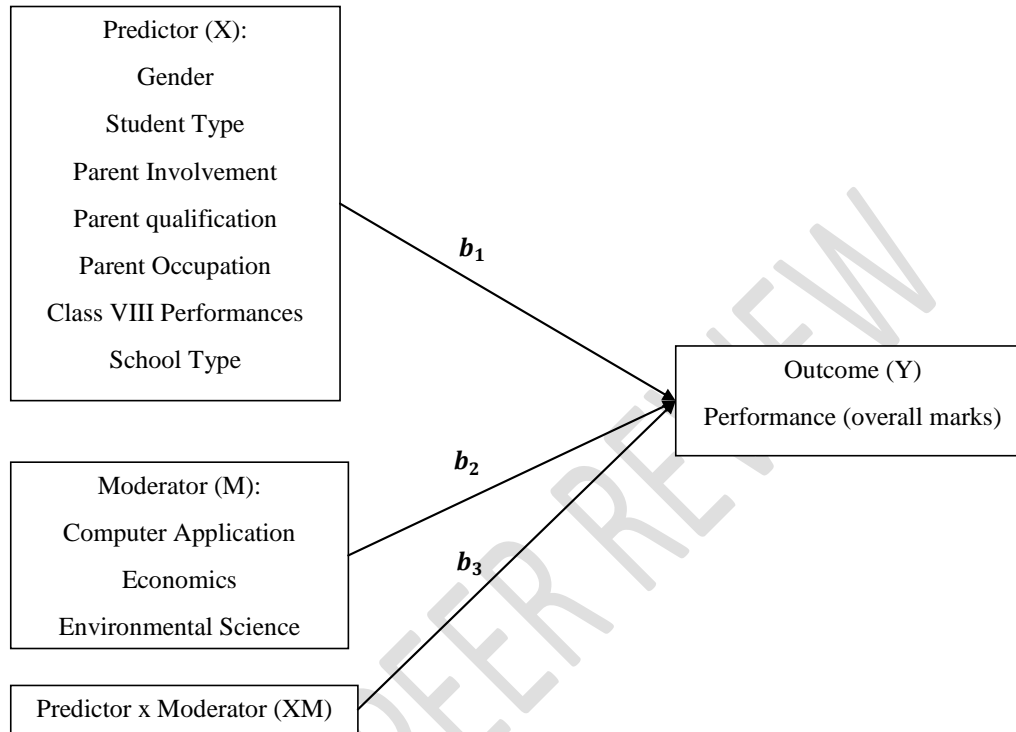 Predictor (X):
Gender
Student Type
Parent Involvement
Parent qualification
Parent Occupation
Class VIII Performances
School Type
b₁
Outcome (Y)
Performance (overall marks)
Moderator (M):
Computer Application
Economics
Environmental Science
b₂
b₃
Predictor x Moderator (XM)
PEER REVIEW